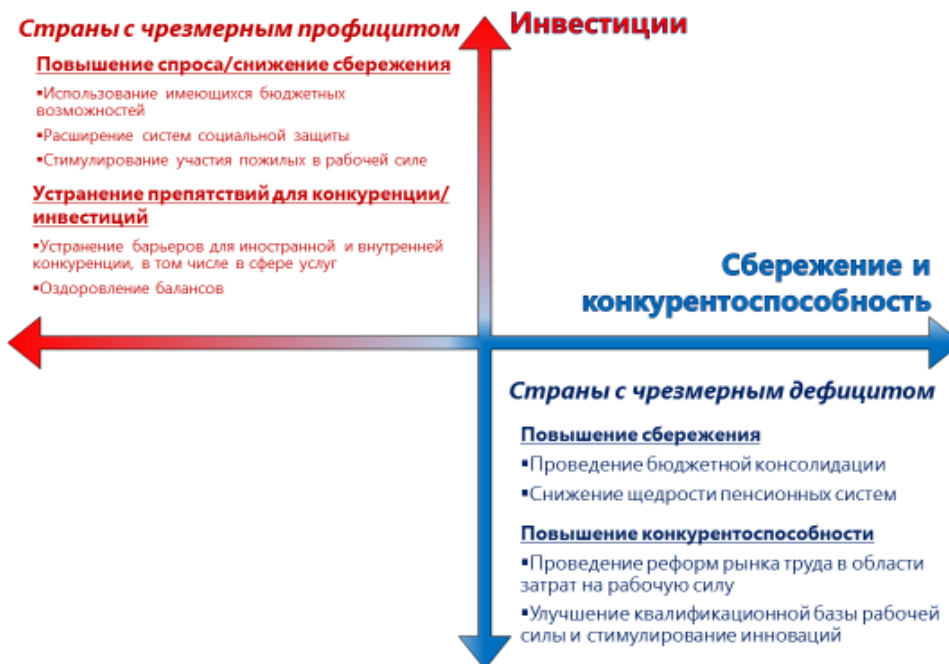 Страны с чрезмерным профицитом
Повышение спроса/снижение сбережения
▪Использование имеющихся бюджетных
возможностей
▪Расширение систем социальной защиты
▪Стимулирование участия пожилых в рабочей силе
Устранение препятствий для конкуренции/
инвестиций
▪Устранение барьеров для иностранной и внутренней
конкуренции, в том числе в сфере услуг
▪Оздоровление балансов
Инвестиции
Сбережение и
конкурентоспособность
Страны с чрезмерным дефицитом
Повышение сбережения
▪Проведение бюджетной консолидации
▪Снижение щедрости пенсионных систем
Повышение конкурентоспособности
▪Проведение реформ рынка труда в области
затрат на рабочую силу
▪Улучшение квалификационной базы рабочей
силы и стимулирование инноваций